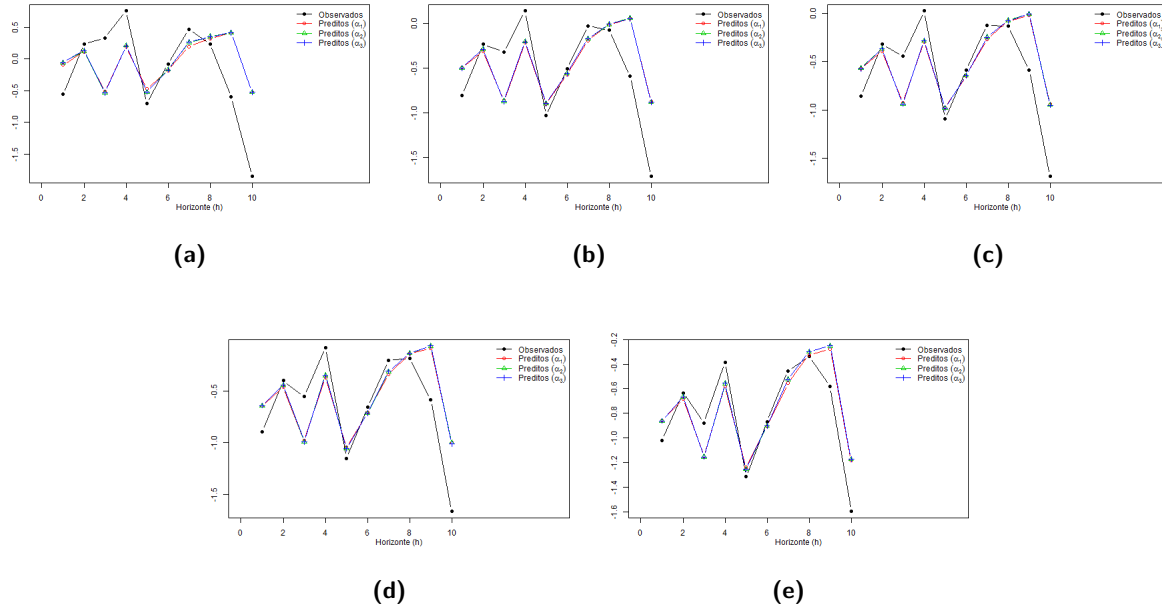 0.5
0.0
-0.5
-1.0
-1.5
0 2 4 6 8 10
Horizonte (h)
Observados
Preditos (α₁)
Preditos (α₂)
Preditos (α₃)
(a)
0.0
-0.5
-1.0
-1.5
0 2 4 6 8 10
Horizonte (h)
Observados
Preditos (α₁)
Preditos (α₂)
Preditos (α₃)
(b)
0.0
-0.5
-1.0
-1.5
0 2 4 6 8 10
Horizonte (h)
Observados
Preditos (α₁)
Preditos (α₂)
Preditos (α₃)
(c)
-0.5
-1.0
-1.5
0 2 4 6 8 10
Horizonte (h)
Observados
Preditos (α₁)
Preditos (α₂)
Preditos (α₃)
(d)
-0.2
-0.4
-0.6
-0.8
-1.0
-1.2
-1.4
-1.6
0 2 4 6 8 10
Horizonte (h)
Observados
Preditos (α₁)
Preditos (α₂)
Preditos (α₃)
(e)